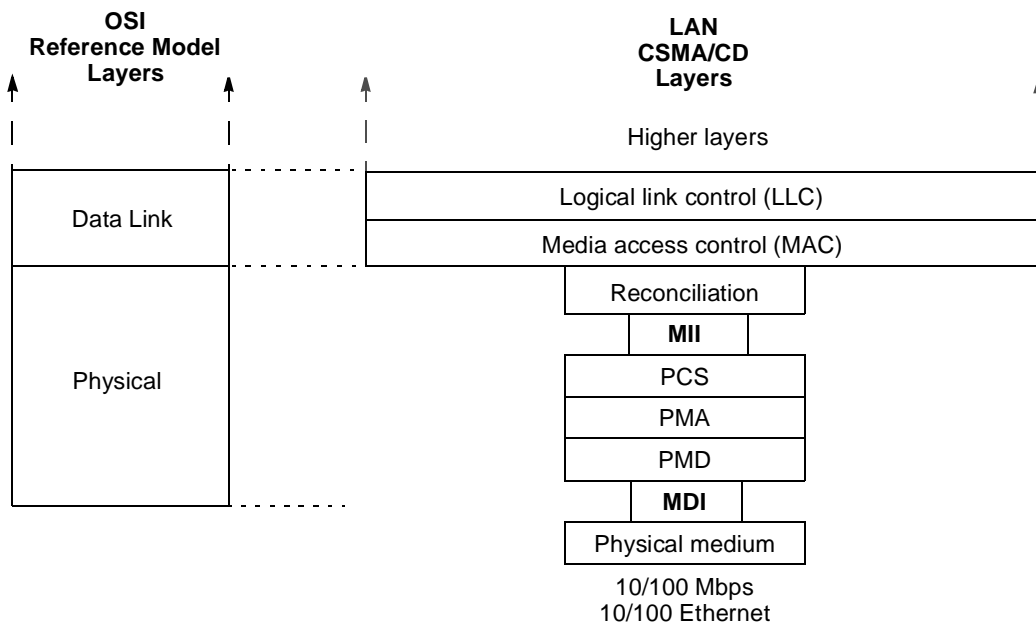 OSI
Reference Model
Layers
LAN
CSMA/CD
Layers
Higher layers
Data Link
Logical link control (LLC)
Media access control (MAC)
Physical
Reconciliation
MII
PCS
PMA
PMD
MDI
Physical medium
10/100 Mbps
10/100 Ethernet